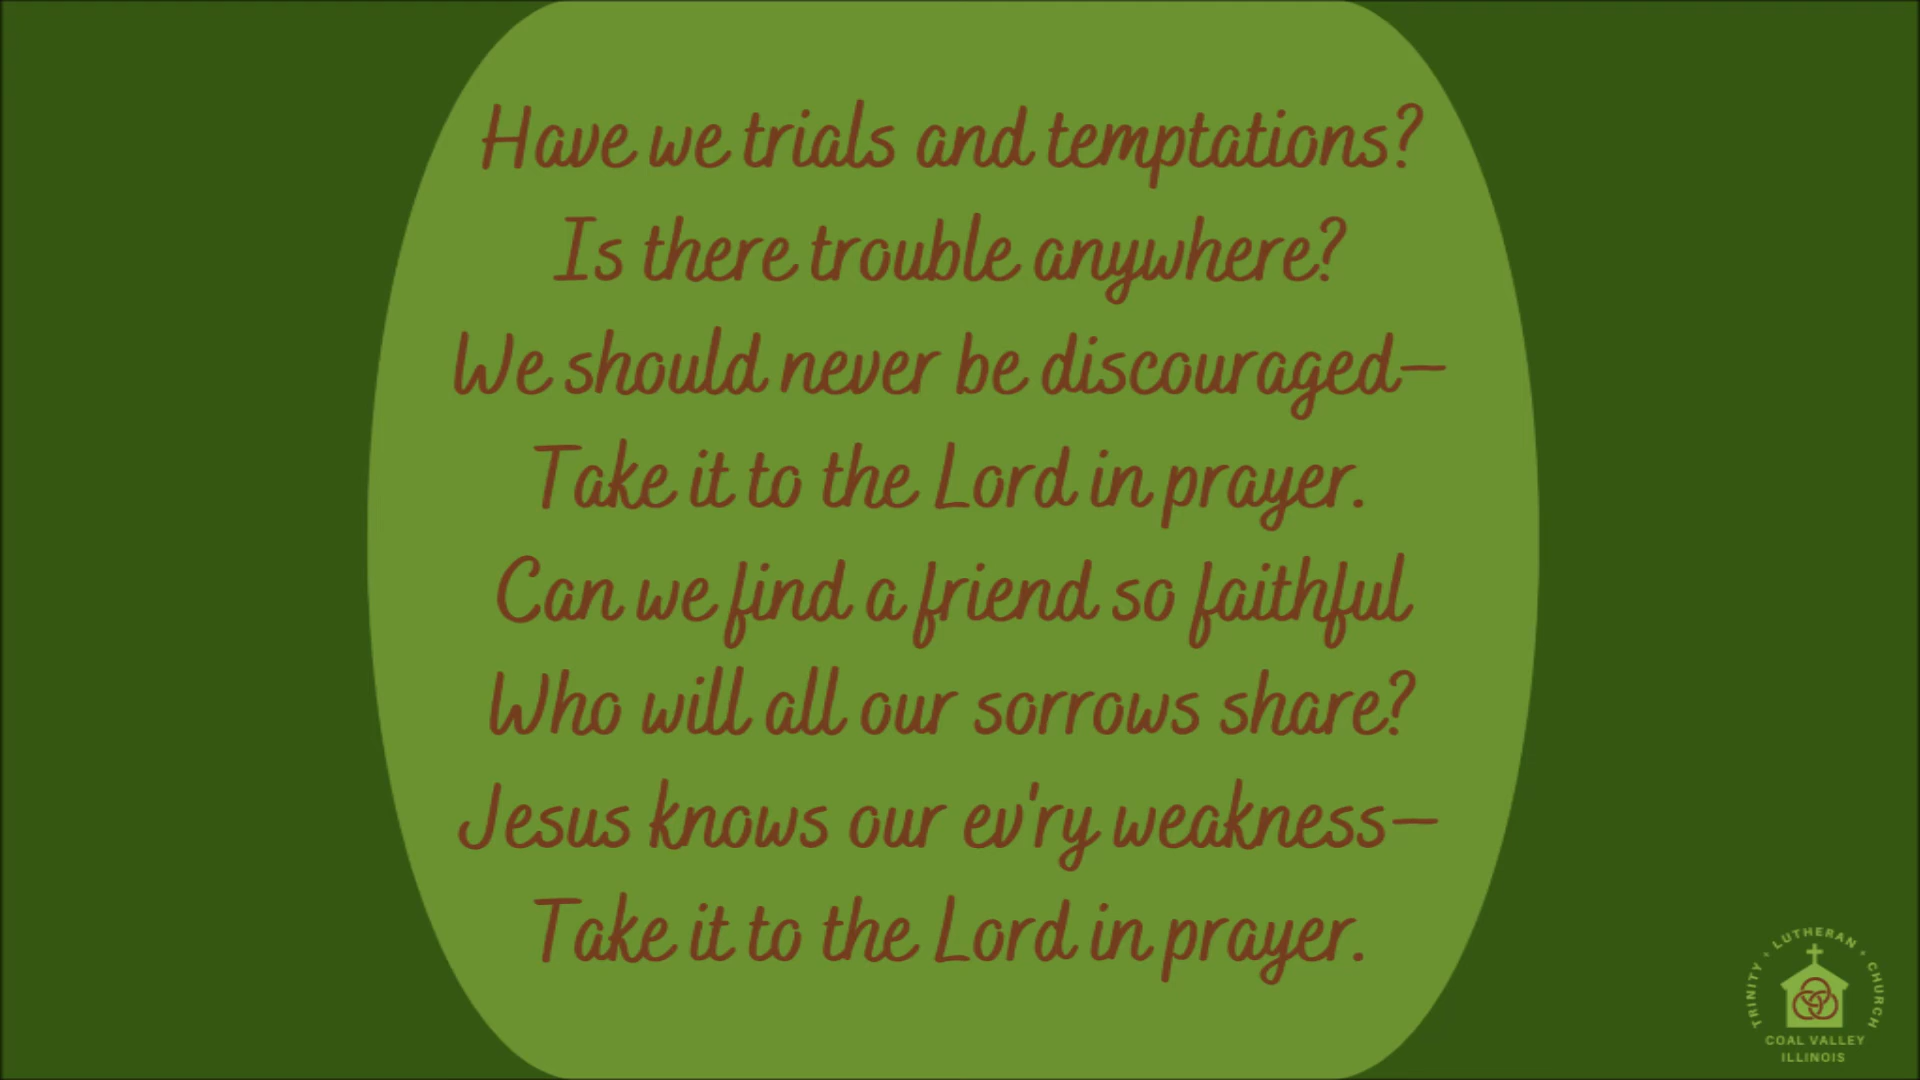 Have we trials and temptations?
Is there trouble anywhere?
We should never be discouraged—
Take it to the Lord in prayer.
Can we find a friend so faithful
Who will all our sorrows share?
Jesus knows our ev'ry weakness—
Take it to the Lord in prayer.
TRINITY • LUTHERAN • CHURCH
COAL VALLEY
ILLINOIS